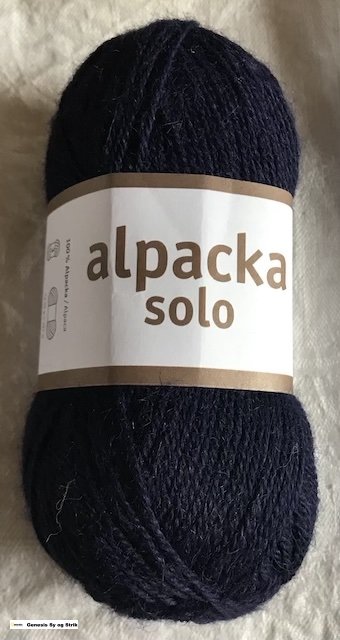 alpacka
solo
100 % Alpacka / Alpaca
Genesis Sy og Strik